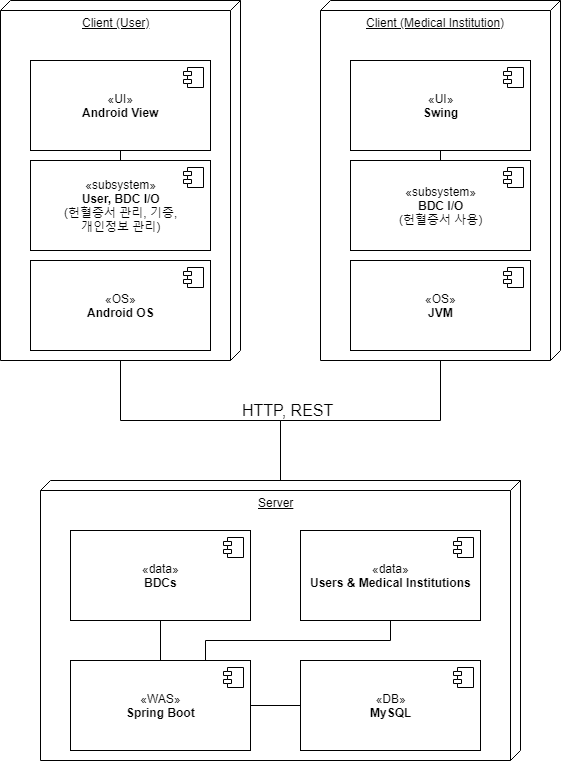 Client (User)
«UI»
Android View
«subsystem»
User, BDC I/O
(헌혈증서 관리, 기증,
개인정보 관리)
«OS»
Android OS
Client (Medical Institution)
«UI»
Swing
«subsystem»
BDC I/O
(헌혈증서 사용)
«OS»
JVM
HTTP, REST
Server
«data»
BDCs
«data»
Users & Medical Institutions
«WAS»
Spring Boot
«DB»
MySQL